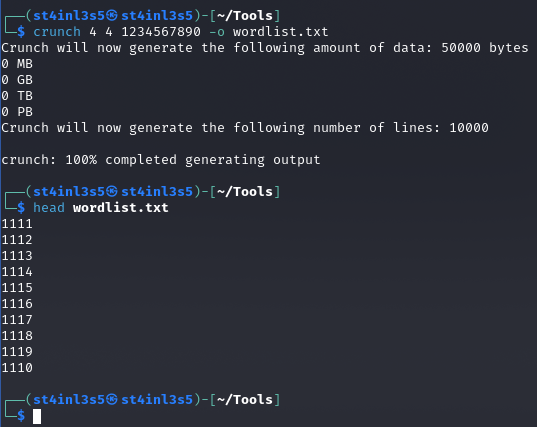 ┌──(st4inl3s5㉿st4inl3s5)-[~/Tools]
└─$ crunch 4 4 1234567890 -o wordlist.txt
Crunch will now generate the following amount of data: 50000 bytes
0 MB
0 GB
0 TB
0 PB
Crunch will now generate the following number of lines: 10000
crunch: 100% completed generating output
┌──(st4inl3s5㉿st4inl3s5)-[~/Tools]
└─$ head wordlist.txt
1111
1112
1113
1114
1115
1116
1117
1118
1119
1110
┌──(st4inl3s5㉿st4inl3s5)-[~/Tools]
└─$